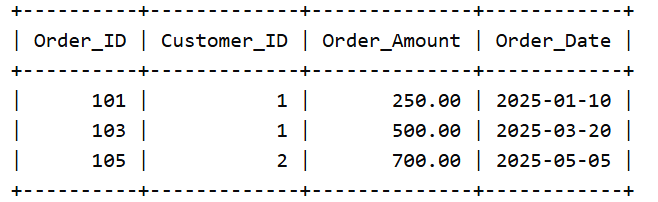 +----------+-------------+--------------+------------+
| Order_ID | Customer_ID | Order_Amount | Order_Date |
+----------+-------------+--------------+------------+
|      101 |           1 |       250.00 | 2025-01-10 |
|      103 |           1 |       500.00 | 2025-03-20 |
|      105 |           2 |       700.00 | 2025-05-05 |
+----------+-------------+--------------+------------+